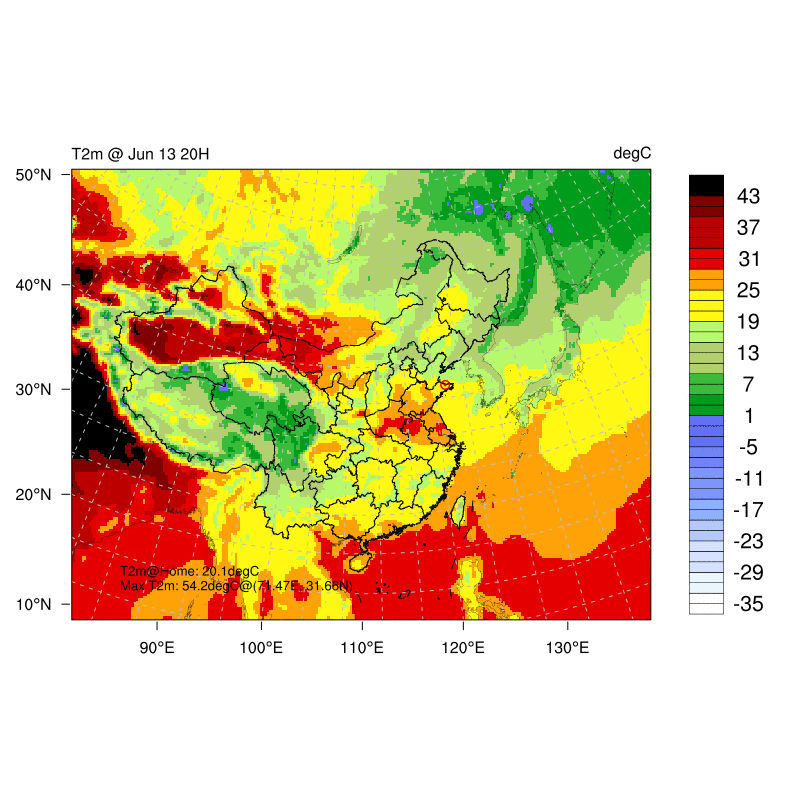 T2m @ Jun 13 20H
degC
50°N
40°N
30°N
20°N
10°N
43
37
31
25
19
13
7
1
-5
-11
-17
-23
-29
-35
T2m@Home: 20.1degC
Max T2m: 54.2degC@(71.47E, 31.66N)
90°E
100°E
110°E
120°E
130°E